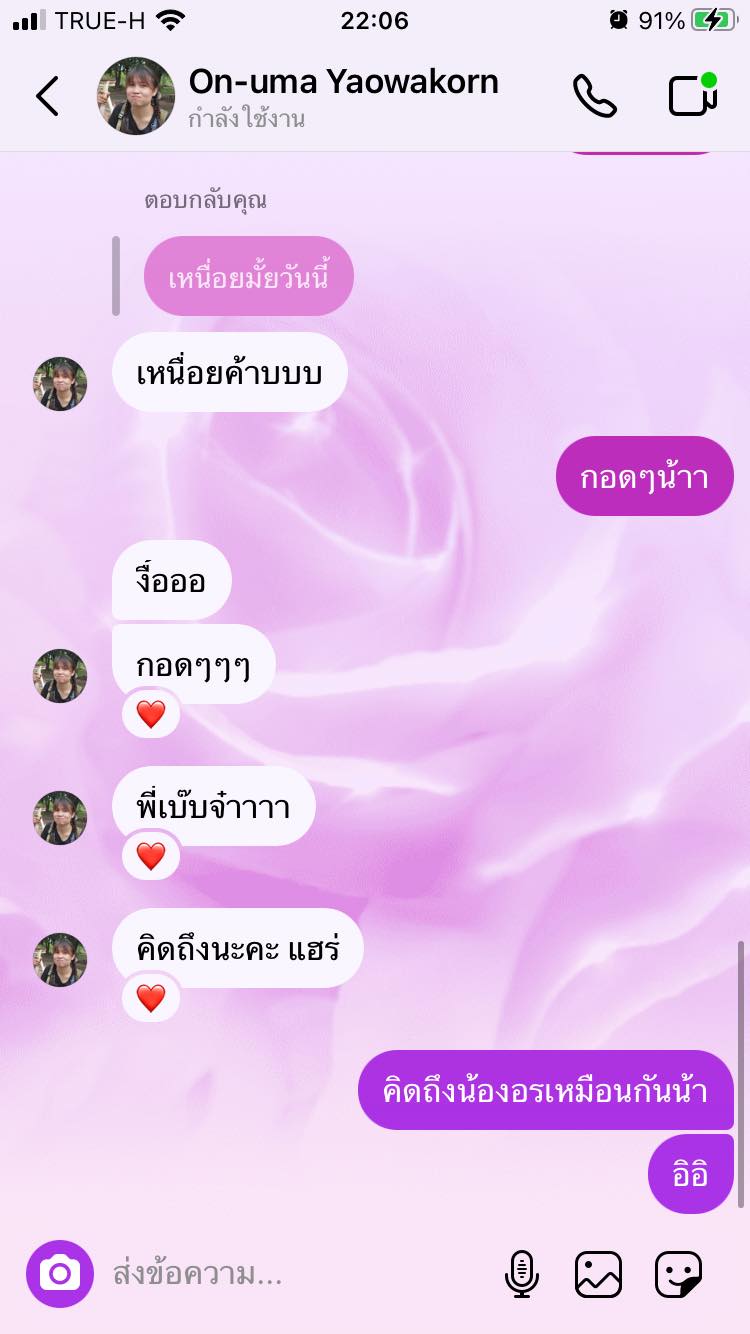 TRUE-H
22:06
91%
On-uma Yaowakorn
กำลังใช้งาน
ตอบกลับคุณ
เหนื่อยมั้ยวันนี้
เหนื่อยค้าบบบ
กอดๆน้าา
งื้อออ
กอดๆๆๆ
พี่เบ๊บจ๋าาาา
คิดถึงนะคะ แฮร่
คิดถึงน้องอรเหมือนกันน้า
อิอิ
ส่งข้อความ...